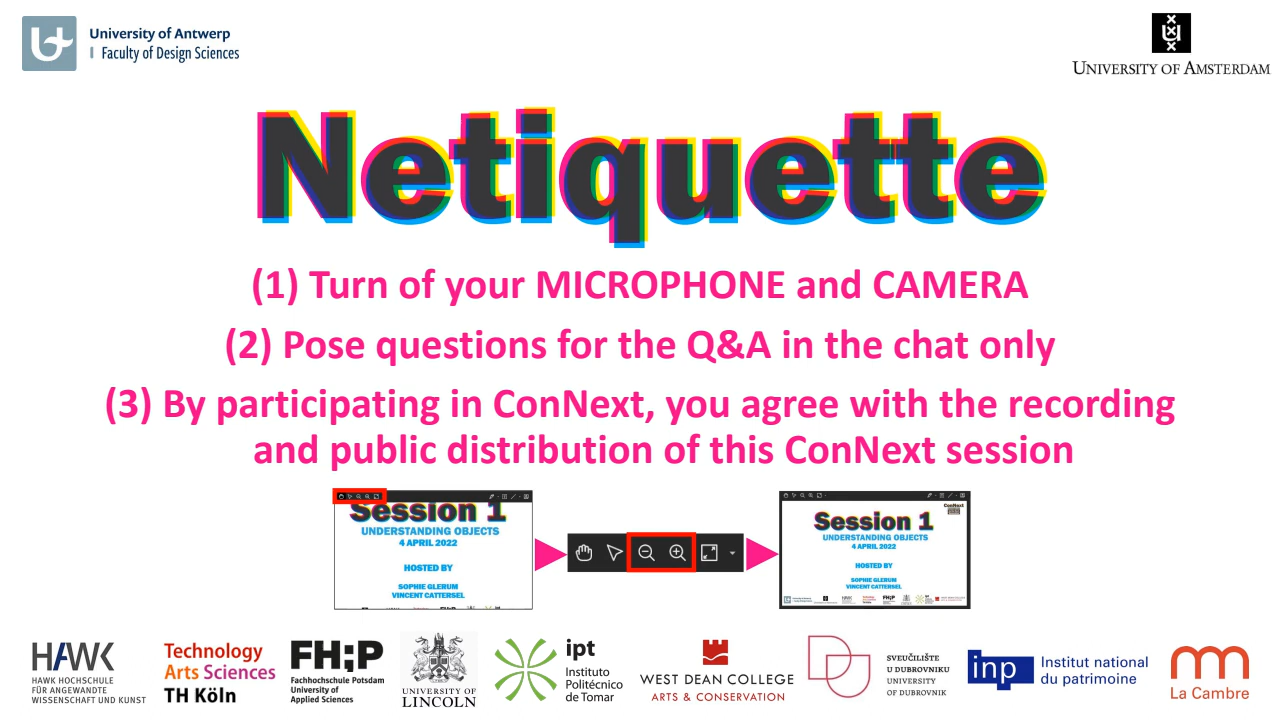 University of Antwerp
Faculty of Design Sciences
UNIVERSITY OF AMSTERDAM
Netiquette
(1) Turn of your MICROPHONE and CAMERA
(2) Pose questions for the Q&A in the chat only
(3) By participating in ConNext, you agree with the recording
and public distribution of this ConNext session
Session 1
UNDERSTANDING OBJECTS
4 APRIL 2022
HOSTED BY
SOPHIE GLERUM
VINCENT CATTERSEL
ConNext
Session 1
UNDERSTANDING OBJECTS
4 APRIL 2022
HOSTED BY
SOPHIE GLERUM
VINCENT CATTERSEL
HAWK
HAWK HOCHSCHULE
FÜR ANGEWANDTE
WISSENSCHAFT UND KUNST
Technology
Arts Sciences
TH Köln
FH;P
Fachhochschule Potsdam
University of
Applied Sciences
UNIVERSITY OF
LINCOLN
ipt
Instituto
Politécnico
de Tomar
WEST DEAN COLLEGE
ARTS & CONSERVATION
SVEUČILIŠTE
U DUBROVNIKU
UNIVERSITY
OF DUBROVNIK
inp
Institut national
du patrimoine
La Cambre